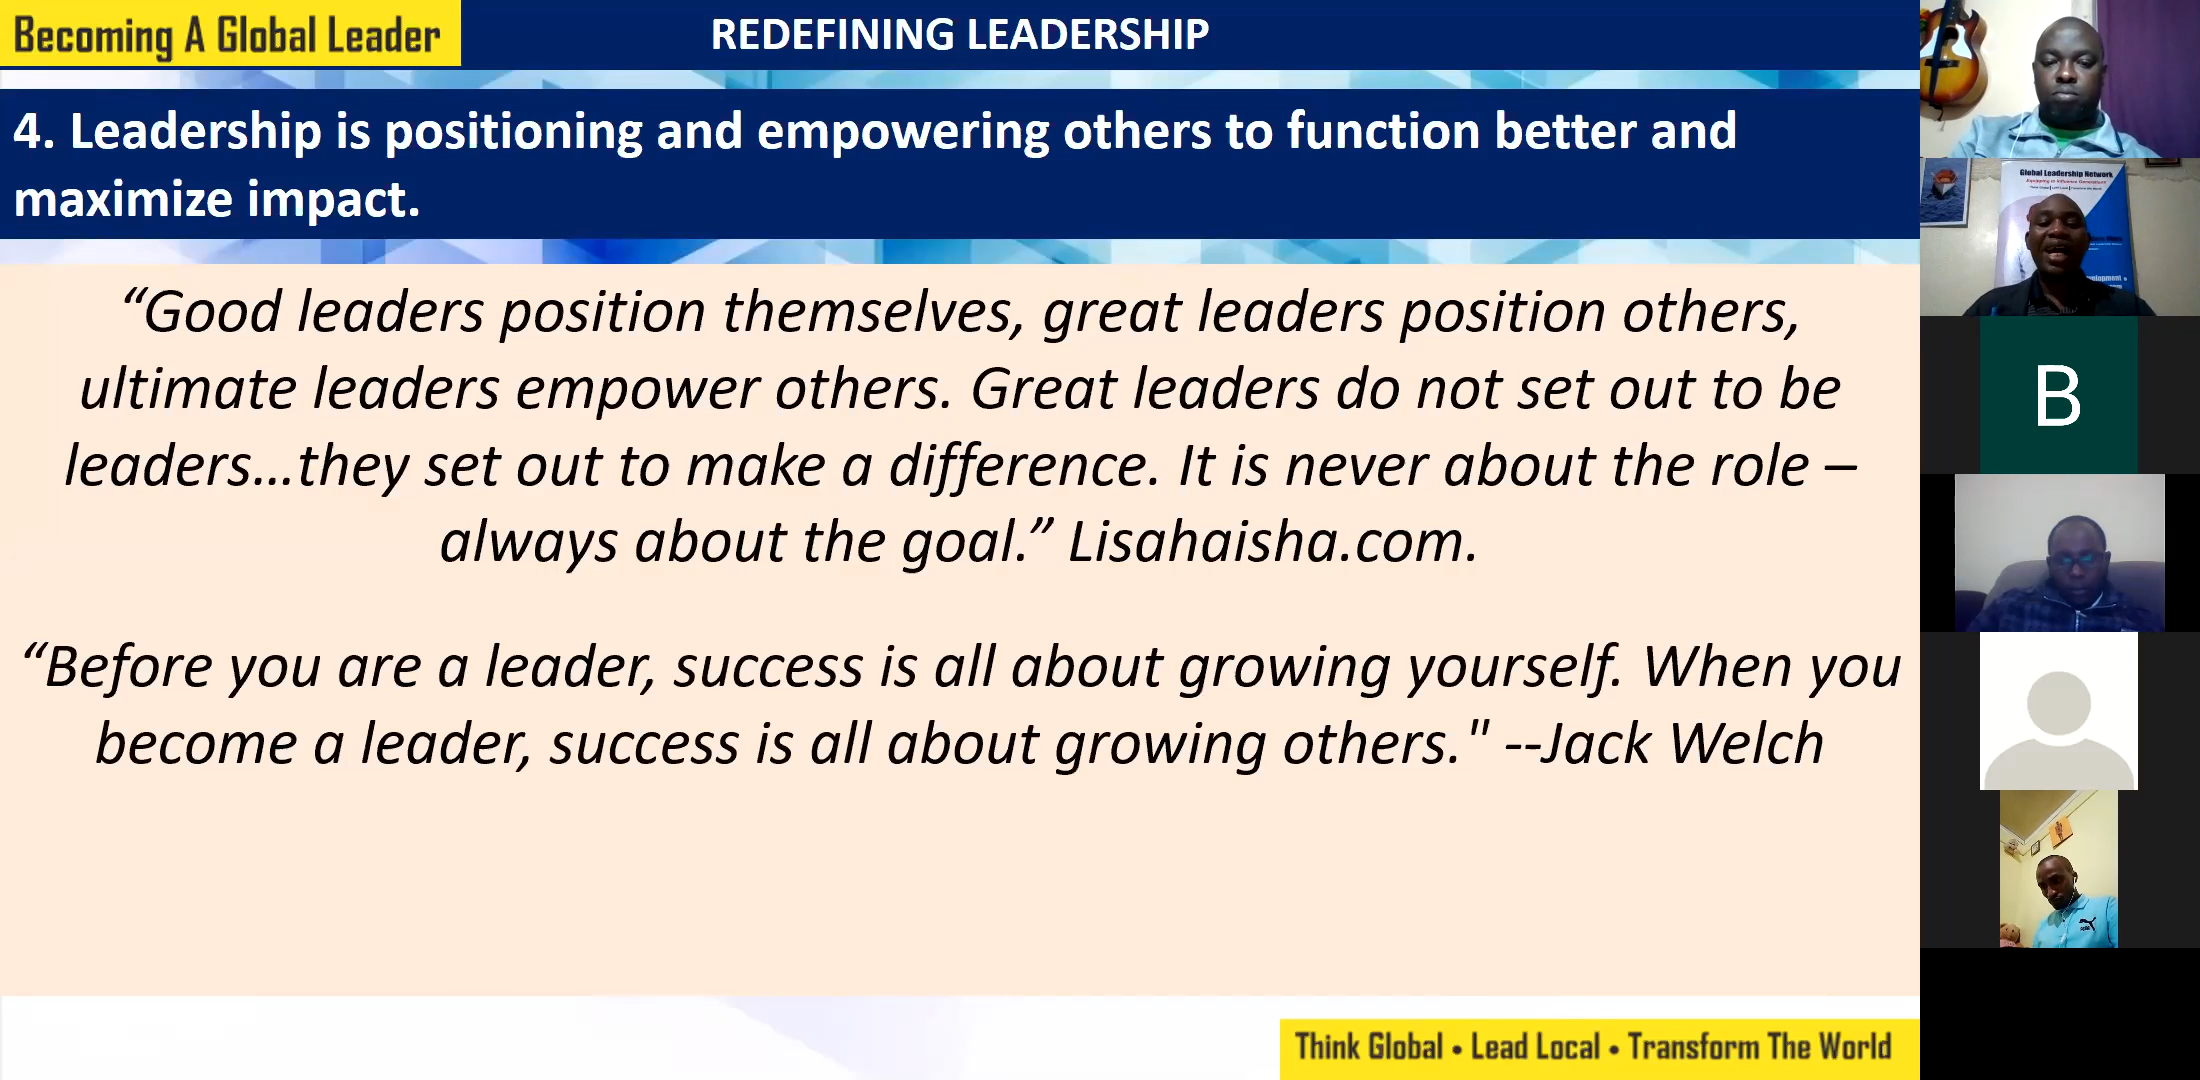 Becoming A Global Leader
REDEFINING LEADERSHIP
4. Leadership is positioning and empowering others to function better and
maximize impact.
“Good leaders position themselves, great leaders position others,
ultimate leaders empower others. Great leaders do not set out to be
leaders…they set out to make a difference. It is never about the role –
always about the goal.” Lisahaisha.com.
“Before you are a leader, success is all about growing yourself. When you
become a leader, success is all about growing others." --Jack Welch
Think Global • Lead Local • Transform The World
Global Leadership Network
B